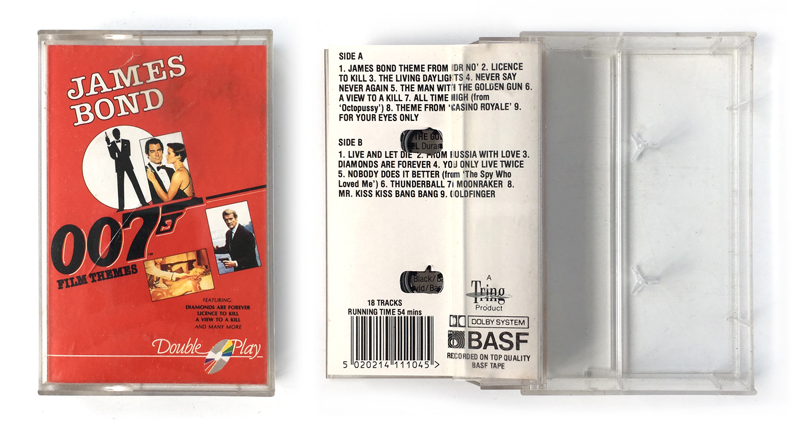 JAMES
BOND
007
FILM THEMES
FEATURING:
DIAMONDS ARE FOREVER
LICENCE TO KILL
A VIEW TO A KILL
AND MANY MORE
Double Play
SIDE A
1. JAMES BOND THEME FROM 'DR NO' 2. LICENCE
TO KILL 3. THE LIVING DAYLIGHTS 4. NEVER SAY
NEVER AGAIN 5. THE MAN WITH THE GOLDEN GUN 6.
A VIEW TO A KILL 7. ALL TIME HIGH (from
'Octopussy') 8. THEME FROM 'CASINO ROYALE' 9.
FOR YOUR EYES ONLY
THE GO
L Duran
SIDE B
1. LIVE AND LET DIE 2. FROM RUSSIA WITH LOVE 3.
DIAMONDS ARE FOREVER 4. YOU ONLY LIVE TWICE
5. NOBODY DOES IT BETTER (from 'The Spy Who
Loved Me') 6. THUNDERBALL 7. MOONRAKER 8.
MR. KISS KISS BANG BANG 9. GOLDFINGER
Black/
A
Tring
Product
18 TRACKS
RUNNING TIME 54 mins
5 020214 111045 >
DOLBY SYSTEM
BASF
RECORDED ON TOP QUALITY
BASF TAPE